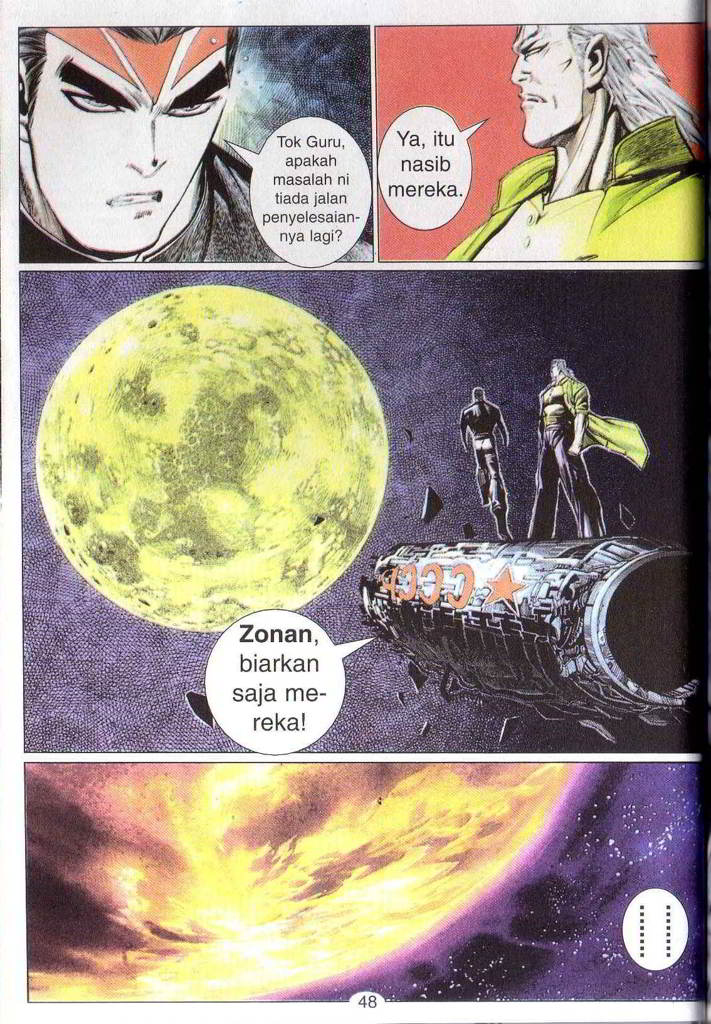 Tok Guru,
apakah
masalah ni
tiada jalan
penyelesaian-
nya lagi?
Ya, itu
nasib
mereka.
СССР
Zonan,
biarkan
saja me-
reka!
48